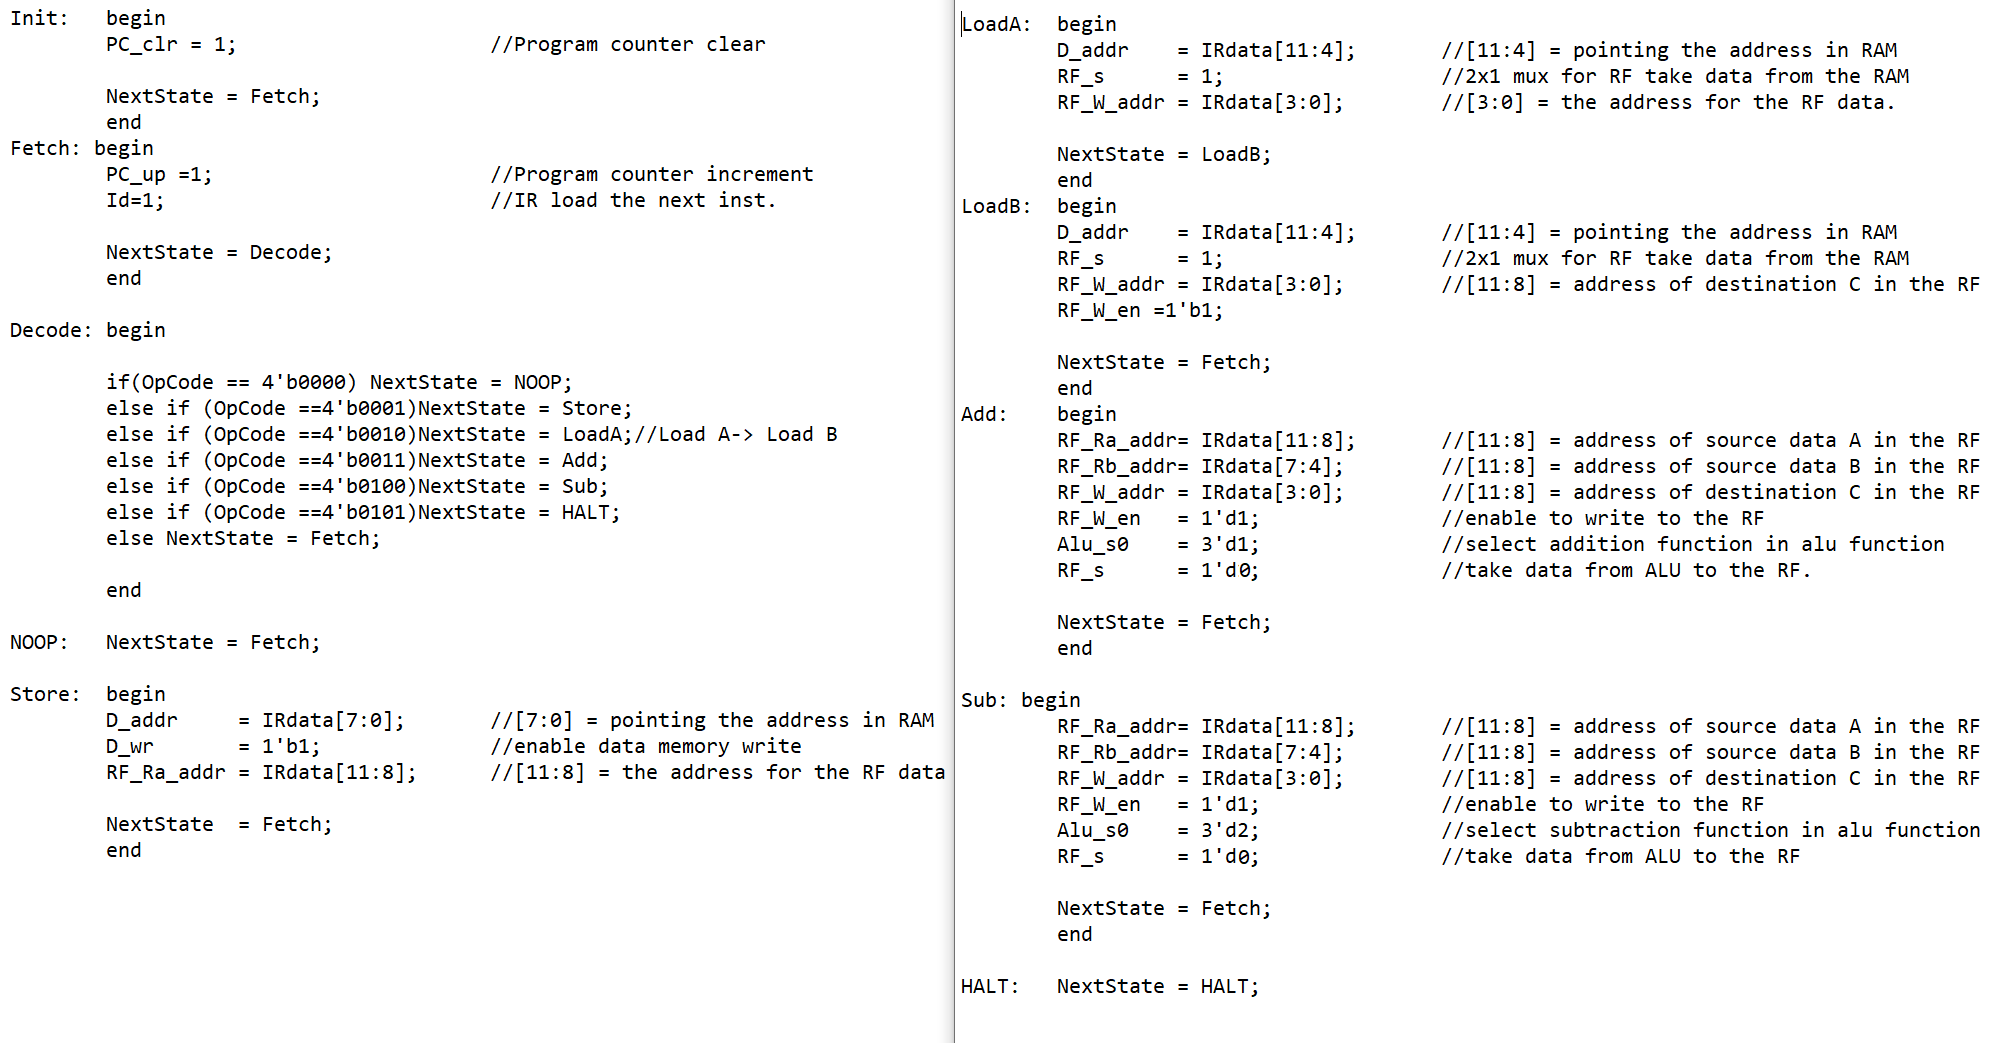 Init:   begin
        PC_clr = 1;                     //Program counter clear
        NextState = Fetch;
        end
Fetch: begin
        PC_up =1;                       //Program counter increment
        Id=1;                           //IR load the next inst.
        NextState = Decode;
        end
Decode: begin
        if(OpCode == 4'b0000) NextState = NOOP;
        else if (OpCode ==4'b0001)NextState = Store;
        else if (OpCode ==4'b0010)NextState = LoadA;//Load A-> Load B
        else if (OpCode ==4'b0011)NextState = Add;
        else if (OpCode ==4'b0100)NextState = Sub;
        else if (OpCode ==4'b0101)NextState = HALT;
        else NextState = Fetch;
        end
NOOP:   NextState = Fetch;
Store:  begin
        D_addr     = IRdata[7:0];       //[7:0] = pointing the address in RAM
        D_wr       = 1'b1;              //enable data memory write
        RF_Ra_addr = IRdata[11:8];      //[11:8] = the address for the RF data
        NextState  = Fetch;
        end
LoadA:  begin
        D_addr    = IRdata[11:4];       //[11:4] = pointing the address in RAM
        RF_s      = 1;                  //2x1 mux for RF take data from the RAM
        RF_W_addr = IRdata[3:0];        //[3:0] = the address for the RF data.
        NextState = LoadB;
        end
LoadB:  begin
        D_addr    = IRdata[11:4];       //[11:4] = pointing the address in RAM
        RF_s      = 1;                  //2x1 mux for RF take data from the RAM
        RF_W_addr = IRdata[3:0];        //[11:8] = address of destination C in the RF
        RF_W_en =1'b1;
        NextState = Fetch;
        end
Add:    begin
        RF_Ra_addr= IRdata[11:8];       //[11:8] = address of source data A in the RF
        RF_Rb_addr= IRdata[7:4];        //[11:8] = address of source data B in the RF
        RF_W_addr = IRdata[3:0];        //[11:8] = address of destination C in the RF
        RF_W_en   = 1'd1;               //enable to write to the RF
        Alu_s0    = 3'd1;               //select addition function in alu function
        RF_s      = 1'd0;               //take data from ALU to the RF.
        NextState = Fetch;
        end
Sub: begin
        RF_Ra_addr= IRdata[11:8];       //[11:8] = address of source data A in the RF
        RF_Rb_addr= IRdata[7:4];        //[11:8] = address of source data B in the RF
        RF_W_addr = IRdata[3:0];        //[11:8] = address of destination C in the RF
        RF_W_en   = 1'd1;               //enable to write to the RF
        Alu_s0    = 3'd2;               //select subtraction function in alu function
        RF_s      = 1'd0;               //take data from ALU to the RF
        NextState = Fetch;
        end
HALT:   NextState = HALT;